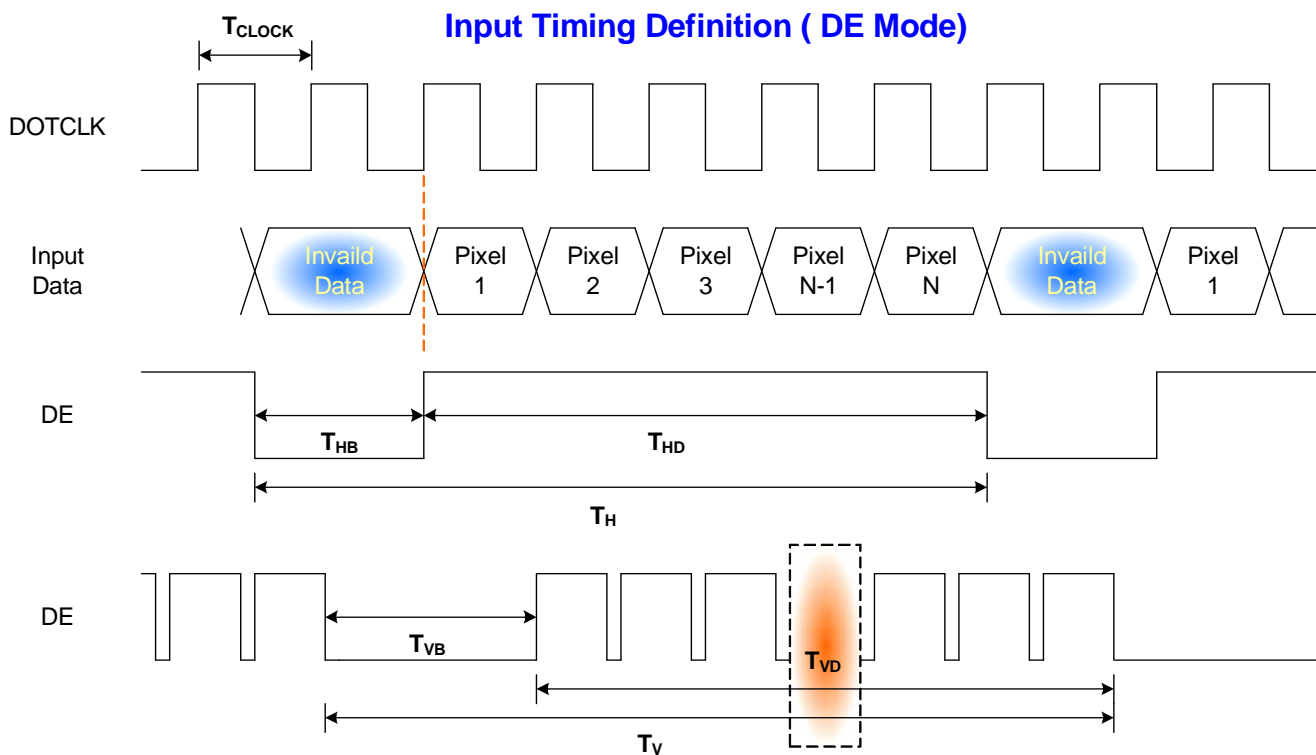 Input Timing Definition ( DE Mode)
TCLOCK
DOTCLK
Input
Data
Invaild
Data
Pixel
1
Pixel
2
Pixel
3
Pixel
N-1
Pixel
N
Invaild
Data
Pixel
1
DE
THB
THD
TH
DE
TVB
TVD
TV